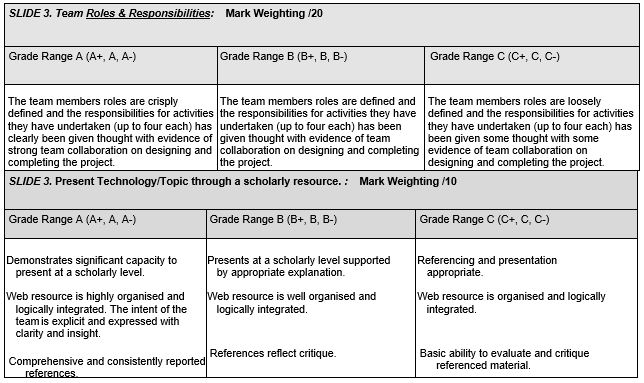 SLIDE 3. Team Roles & Responsibilities: Mark Weighting /20
Grade Range A (A+, A, A-)
Grade Range B (B+, B, B-)
Grade Range C (C+, C, C-)
The team members roles are crisply
defined and the responsibilities for activities
they have undertaken (up to four each) has
clearly been given thought with evidence of
strong team collaboration on designing and
completing the project.
The team members roles are defined and
the responsibilities for activities they have
undertaken (up to four each) has been
given thought with evidence of team
collaboration on designing and completing
the project.
The team members roles are loosely
defined and the responsibilities for activities
they have undertaken (up to four each) has
been given some thought with some
evidence of team collaboration on
designing and completing the project.
SLIDE 3. Present Technology/Topic through a scholarly resource. : Mark Weighting /10
Grade Range A (A+, A, A-)
Grade Range B (B+, B, B-)
Grade Range C (C+, C, C-)
Demonstrates significant capacity to
present at a scholarly level.
Web resource is highly organised and
logically integrated. The intent of the
team is explicit and expressed with
clarity and insight.
Comprehensive and consistently reported
references.
Presents at a scholarly level supported
by appropriate explanation.
Web resource is well organised and
logically integrated.
References reflect critique.
Referencing and presentation
appropriate.
Web resource is organised and logically
integrated.
Basic ability to evaluate and critique
referenced material.